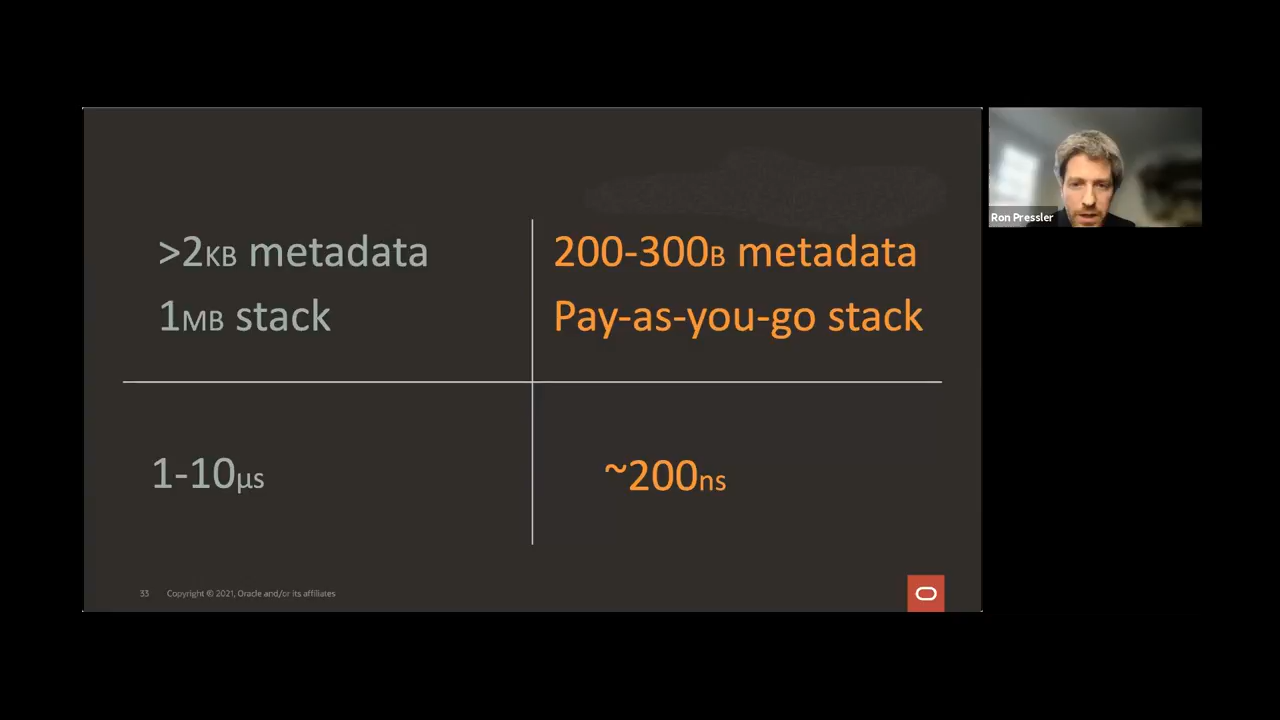 >2KB metadata
1MB stack
200-300B metadata
Pay-as-you-go stack
1-10µs
~200ns
33 Copyright © 2021, Oracle and/or its affiliates
Ron Pressler